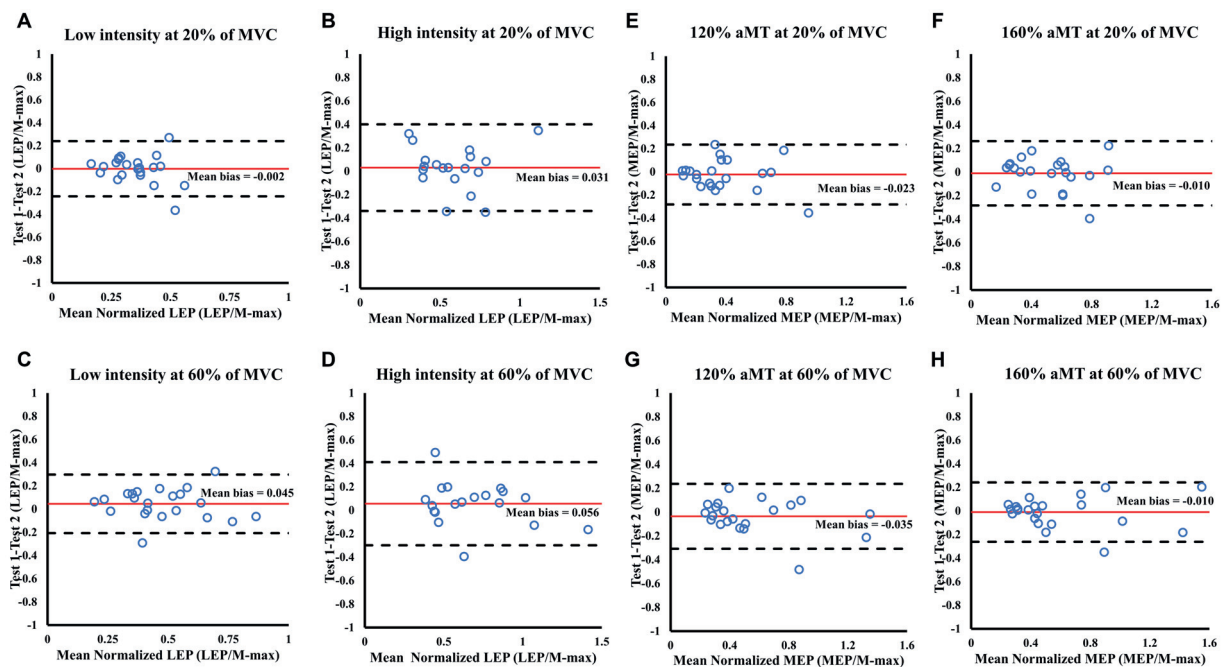 A
Low intensity at 20% of MVC
Test 1-Test 2 (LEP/M-max)
1
0.8
0.6
0.4
0.2
0
-0.2
-0.4
-0.6
-0.8
-1
Mean bias = -0.002
0 0.25 0.5 0.75 1
Mean Normalized LEP (LEP/M-max)
B
High intensity at 20% of MVC
Test 1-Test 2 (LEP/M-max)
1
0.8
0.6
0.4
0.2
0
-0.2
-0.4
-0.6
-0.8
-1
Mean bias = 0.031
0 0.5 1 1.5
Mean Normalized LEP (LEP/M-max)
E
120% aMT at 20% of MVC
Test 1-Test 2 (MEP/M-max)
1
0.8
0.6
0.4
0.2
0
-0.2
-0.4
-0.6
-0.8
-1
Mean bias = -0.023
0 0.4 0.8 1.2 1.6
Mean Normalized MEP (MEP/M-max)
F
160% aMT at 20% of MVC
Test 1-Test 2 (MEP/M-max)
1
0.8
0.6
0.4
0.2
0
-0.2
-0.4
-0.6
-0.8
-1
Mean bias = -0.010
0 0.4 0.8 1.2 1.6
Mean Normalized MEP (MEP/M-max)
C
Low intensity at 60% of MVC
Test 1-Test 2 (LEP/M-max)
1
0.8
0.6
0.4
0.2
0
-0.2
-0.4
-0.6
-0.8
-1
Mean bias = 0.045
0 0.25 0.5 0.75 1
Mean Normalized LEP (LEP/M-max)
D
High intensity at 60% of MVC
Test 1-Test 2 (LEP/M-max)
1
0.8
0.6
0.4
0.2
0
-0.2
-0.4
-0.6
-0.8
-1
Mean bias = 0.056
0 0.5 1 1.5
Mean Normalized LEP (LEP/M-max)
G
120% aMT at 60% of MVC
Test 1-Test 2 (MEP/M-max)
1
0.8
0.6
0.4
0.2
0
-0.2
-0.4
-0.6
-0.8
-1
Mean bias = -0.035
0 0.4 0.8 1.2 1.6
Mean Normalized MEP (MEP/M-max)
H
160% aMT at 60% of MVC
Test 1-Test 2 (MEP/M-max)
1
0.8
0.6
0.4
0.2
0
-0.2
-0.4
-0.6
-0.8
-1
Mean bias = -0.010
0 0.4 0.8 1.2 1.6
Mean Normalized MEP (MEP/M-max)